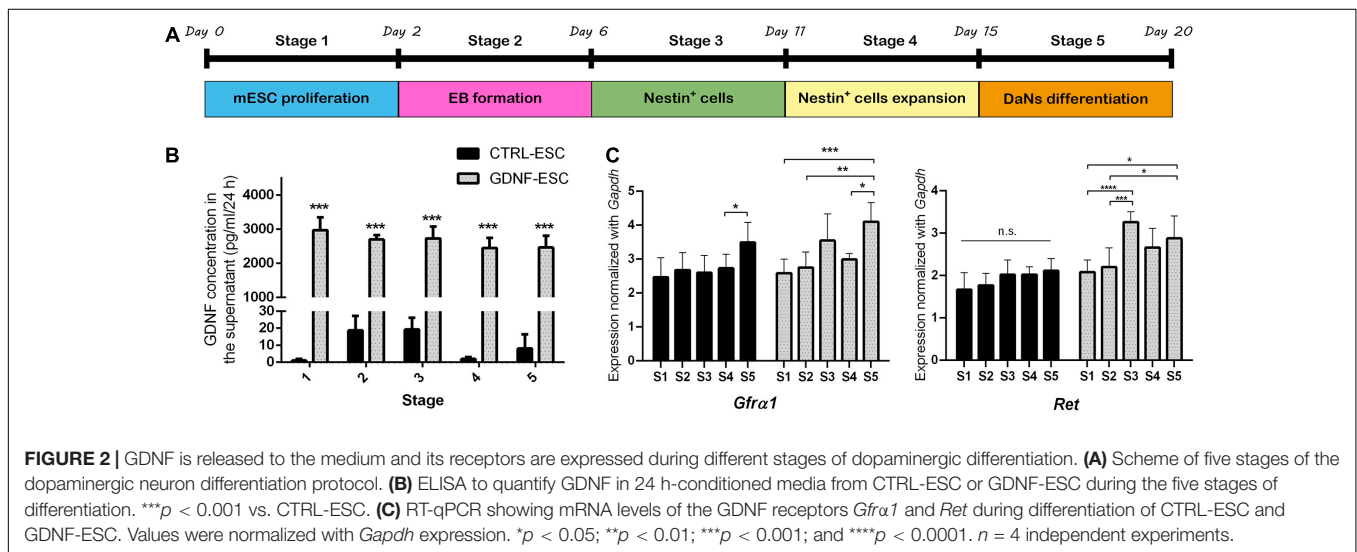 A
Day 0 Stage 1 Day 2 Stage 2 Day 6 Stage 3 Day 11 Stage 4 Day 15 Stage 5 Day 20
mESC proliferation EB formation Nestin⁺ cells Nestin⁺ cells expansion DaNs differentiation
B
CTRL-ESC
GDNF-ESC
GDNF concentration in
the supernatant (pg/ml/24 h)
4000
3000
2000
1000
30
20
10
0
*** *** *** *** ***
1 2 3 4 5
Stage
C
Expression normalized with Gapdh
5
4
3
2
1
0
*
***
**
*
S1 S2 S3 S4 S5 S1 S2 S3 S4 S5
Gfrα1
Expression normalized with Gapdh
4
3
2
1
0
n.s.
*
*
****
***
S1 S2 S3 S4 S5 S1 S2 S3 S4 S5
Ret
FIGURE 2 | GDNF is released to the medium and its receptors are expressed during different stages of dopaminergic differentiation. (A) Scheme of five stages of the
dopaminergic neuron differentiation protocol. (B) ELISA to quantify GDNF in 24 h-conditioned media from CTRL-ESC or GDNF-ESC during the five stages of
differentiation. ***p < 0.001 vs. CTRL-ESC. (C) RT-qPCR showing mRNA levels of the GDNF receptors Gfrα1 and Ret during differentiation of CTRL-ESC and
GDNF-ESC. Values were normalized with Gapdh expression. *p < 0.05; **p < 0.01; ***p < 0.001; and ****p < 0.0001. n = 4 independent experiments.